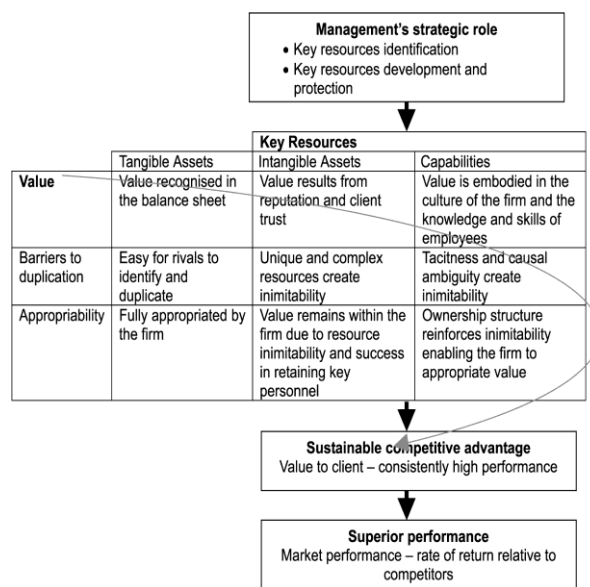 Management's strategic role
• Key resources identification
• Key resources development and
protection
Key Resources
Tangible Assets
Intangible Assets
Capabilities
Value
Value recognised in
the balance sheet
Value results from
reputation and client
trust
Value is embodied in the
culture of the firm and the
knowledge and skills of
employees
Barriers to
duplication
Easy for rivals to
identify and
duplicate
Unique and complex
resources create
inimitability
Tacitness and causal
ambiguity create
inimitability
Appropriability
Fully appropriated by
the firm
Value remains within the
firm due to resource
inimitability and success
in retaining key
personnel
Ownership structure
reinforces inimitability
enabling the firm to
appropriate value
Sustainable competitive advantage
Value to client – consistently high performance
Superior performance
Market performance – rate of return relative to
competitors